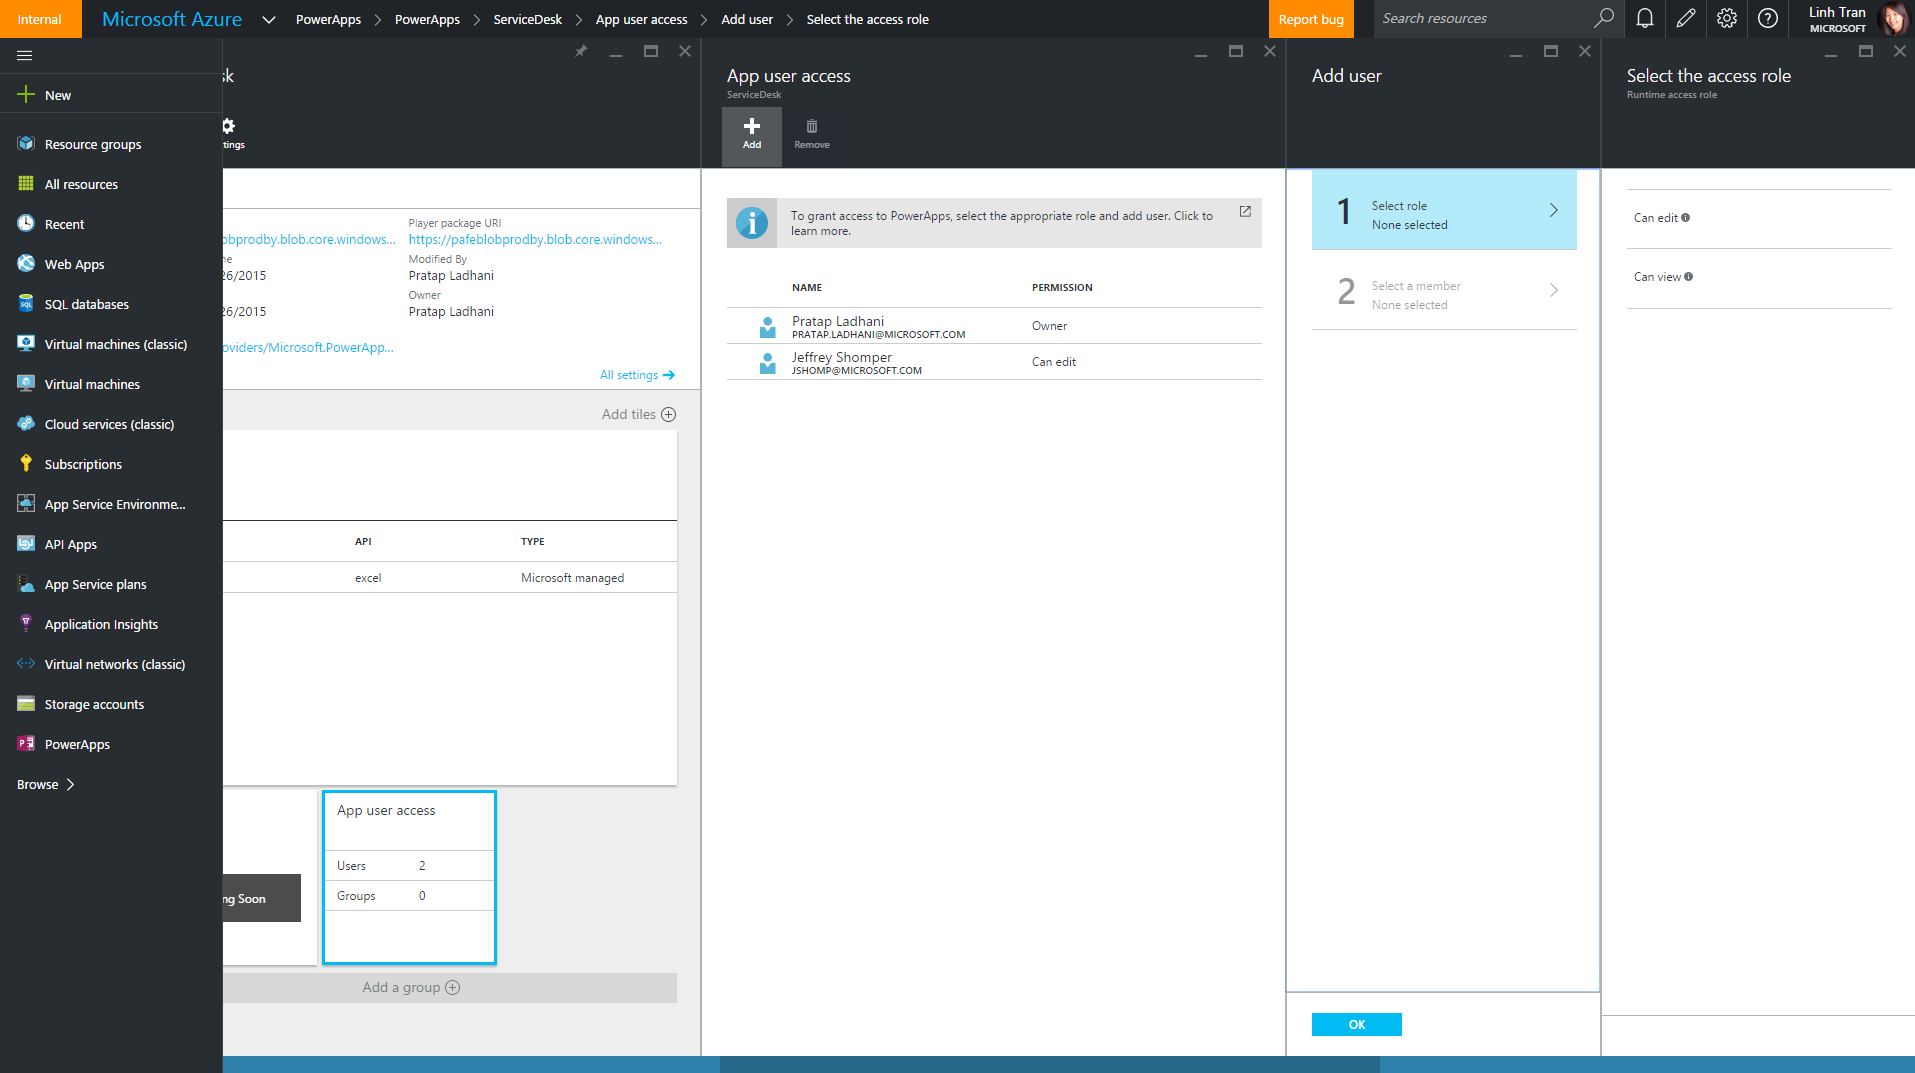 Internal
Microsoft Azure
PowerApps
PowerApps
ServiceDesk
App user access
Add user
Select the access role
Report bug
Search resources
Linh Tran
MICROSOFT
New
Resource groups
All resources
Recent
Web Apps
SQL databases
Virtual machines (classic)
Virtual machines
Cloud services (classic)
Subscriptions
App Service Environme...
API Apps
App Service plans
Application Insights
Virtual networks (classic)
Storage accounts
PowerApps
Browse
sk
tings
Player package URI
obprodby.blob.core.windows...
https://pafeblobprodby.blob.core.windows...
ne
Modified By
26/2015
Pratap Ladhani
Owner
26/2015
Pratap Ladhani
oviders/Microsoft.PowerApp...
All settings
Add tiles
API
TYPE
excel
Microsoft managed
ng Soon
App user access
Users 2
Groups 0
Add a group
App user access
ServiceDesk
Add
Remove
To grant access to PowerApps, select the appropriate role and add user. Click to
learn more.
NAME
PERMISSION
Pratap Ladhani
PRATAP.LADHANI@MICROSOFT.COM
Owner
Jeffrey Shomper
JSHOMP@MICROSOFT.COM
Can edit
Add user
1
Select role
None selected
2
Select a member
None selected
OK
Select the access role
Runtime access role
Can edit
Can view